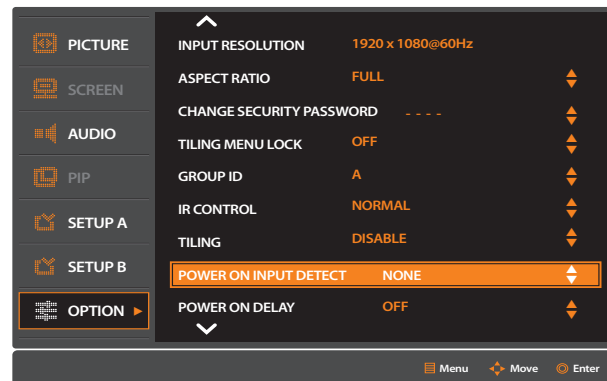 PICTURE
SCREEN
AUDIO
PIP
SETUP A
SETUP B
OPTION
INPUT RESOLUTION 1920 x 1080@60Hz
ASPECT RATIO FULL
CHANGE SECURITY PASSWORD - - - -
TILING MENU LOCK OFF
GROUP ID A
IR CONTROL NORMAL
TILING DISABLE
POWER ON INPUT DETECT NONE
POWER ON DELAY OFF
Menu Move Enter